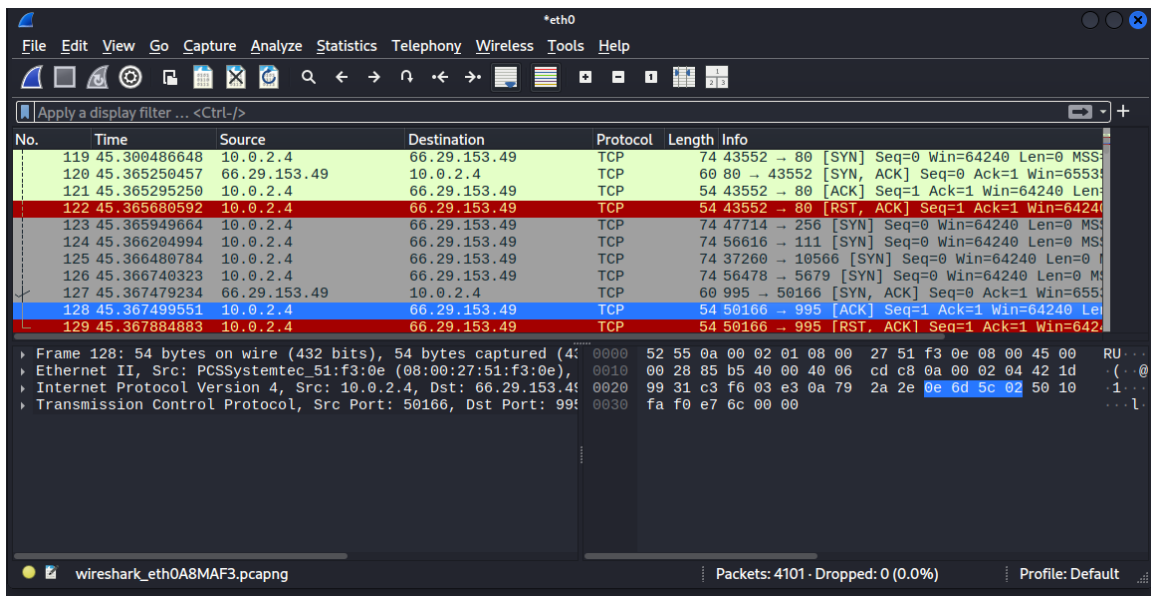 *eth0
File Edit View Go Capture Analyze Statistics Telephony Wireless Tools Help
Apply a display filter ... <Ctrl-/>
No. Time Source Destination Protocol Length Info
119 45.300486648 10.0.2.4 66.29.153.49 TCP 74 43552 → 80 [SYN] Seq=0 Win=64240 Len=0 MSS=
120 45.365250457 66.29.153.49 10.0.2.4 TCP 60 80 → 43552 [SYN, ACK] Seq=0 Ack=1 Win=65535
121 45.365295250 10.0.2.4 66.29.153.49 TCP 54 43552 → 80 [ACK] Seq=1 Ack=1 Win=64240 Len=
122 45.365680592 10.0.2.4 66.29.153.49 TCP 54 43552 → 80 [RST, ACK] Seq=1 Ack=1 Win=64240
123 45.365949664 10.0.2.4 66.29.153.49 TCP 74 47714 → 256 [SYN] Seq=0 Win=64240 Len=0 MSS
124 45.366204994 10.0.2.4 66.29.153.49 TCP 74 56616 → 111 [SYN] Seq=0 Win=64240 Len=0 MSS
125 45.366480784 10.0.2.4 66.29.153.49 TCP 74 37260 → 10566 [SYN] Seq=0 Win=64240 Len=0
126 45.366740323 10.0.2.4 66.29.153.49 TCP 74 56478 → 5679 [SYN] Seq=0 Win=64240 Len=0
127 45.367479234 66.29.153.49 10.0.2.4 TCP 60 995 → 50166 [SYN, ACK] Seq=0 Ack=1 Win=6553
128 45.367499551 10.0.2.4 66.29.153.49 TCP 54 50166 → 995 [ACK] Seq=1 Ack=1 Win=64240 Len
129 45.367884883 10.0.2.4 66.29.153.49 TCP 54 50166 → 995 [RST, ACK] Seq=1 Ack=1 Win=6424
Frame 128: 54 bytes on wire (432 bits), 54 bytes captured (43
Ethernet II, Src: PCSSystemtec_51:f3:0e (08:00:27:51:f3:0e),
Internet Protocol Version 4, Src: 10.0.2.4, Dst: 66.29.153.49
Transmission Control Protocol, Src Port: 50166, Dst Port: 995
0000 52 55 0a 00 02 01 08 00 27 51 f3 0e 08 00 45 00 RU···
0010 00 28 85 b5 40 00 40 06 cd c8 0a 00 02 04 42 1d ·(··@
0020 99 31 c3 f6 03 e3 0a 79 2a 2e 0e 6d 5c 02 50 10 ·1···
0030 fa f0 e7 6c 00 00 ···l·
wireshark_eth0A8MAF3.pcapng Packets: 4101 · Dropped: 0 (0.0%) Profile: Default